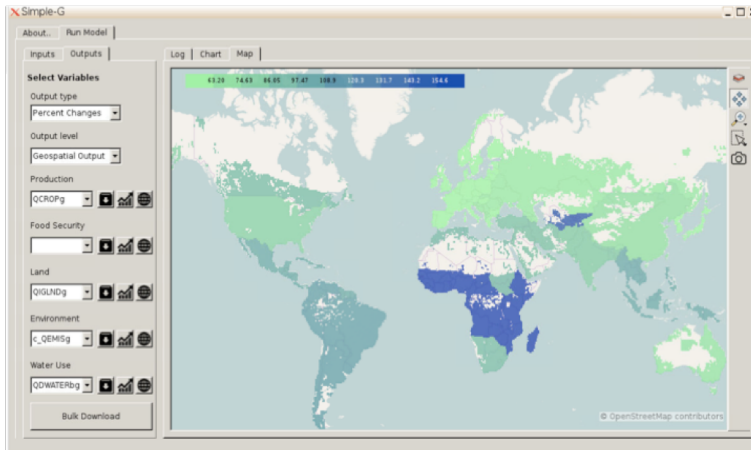 Simple-G
About.. Run Model
Inputs Outputs
Log Chart Map
Select Variables
Output type
Percent Changes
Output level
Geospatial Output
Production
QCROPg
Food Security
Land
QIGLNDg
Environment
c_QEMISg
Water Use
QDWATERbg
Bulk Download
63.20 74.63 86.05 97.47 108.9 120.3 131.7 143.2 154.6
© OpenStreetMap contributors